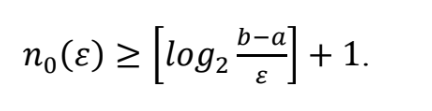 n₀(ε) ≥ [log₂ (b−a)/ε] + 1.